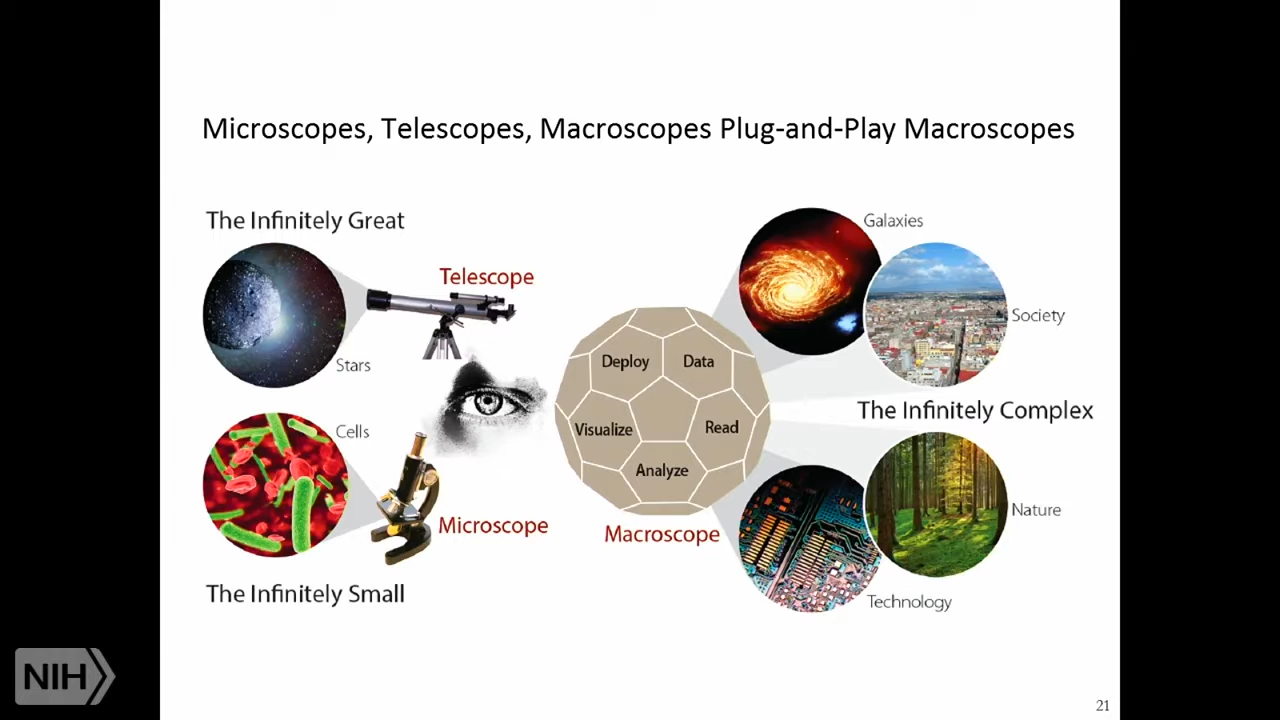 Microscopes, Telescopes, Macroscopes Plug-and-Play Macroscopes
The Infinitely Great
Telescope
Stars
Cells
Microscope
The Infinitely Small
Deploy
Data
Visualize
Read
Analyze
Macroscope
Galaxies
Society
The Infinitely Complex
Nature
Technology
NIH
21